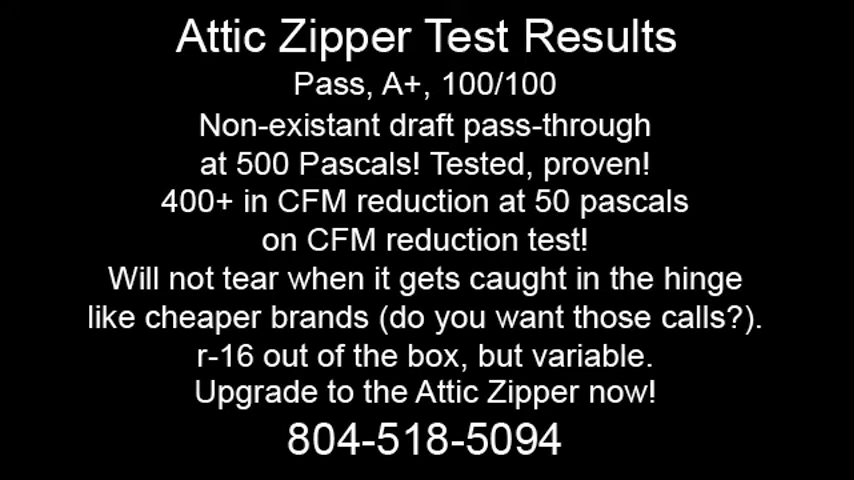 Attic Zipper Test Results
Pass, A+, 100/100
Non-existant draft pass-through
at 500 Pascals! Tested, proven!
400+ in CFM reduction at 50 pascals
on CFM reduction test!
Will not tear when it gets caught in the hinge
like cheaper brands (do you want those calls?).
r-16 out of the box, but variable.
Upgrade to the Attic Zipper now!
804-518-5094